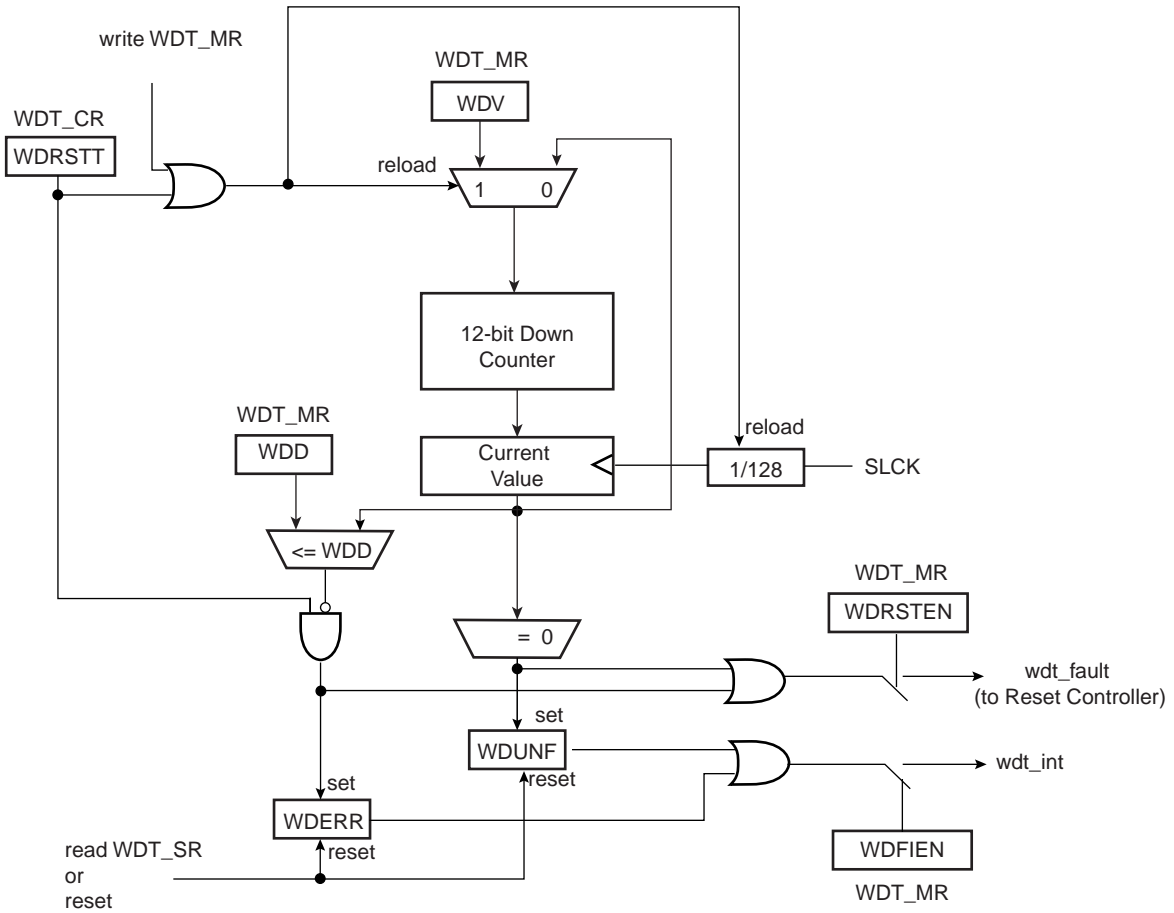 write WDT_MR
WDT_MR
WDV
WDT_CR
WDRSTT
reload
1 0
12-bit Down
Counter
WDT_MR
WDD
reload
Current
Value
1/128
SLCK
<= WDD
WDT_MR
WDRSTEN
= 0
wdt_fault
(to Reset Controller)
set
WDUNF
reset
wdt_int
set
WDERR
reset
WDFIEN
WDT_MR
read WDT_SR
or
reset